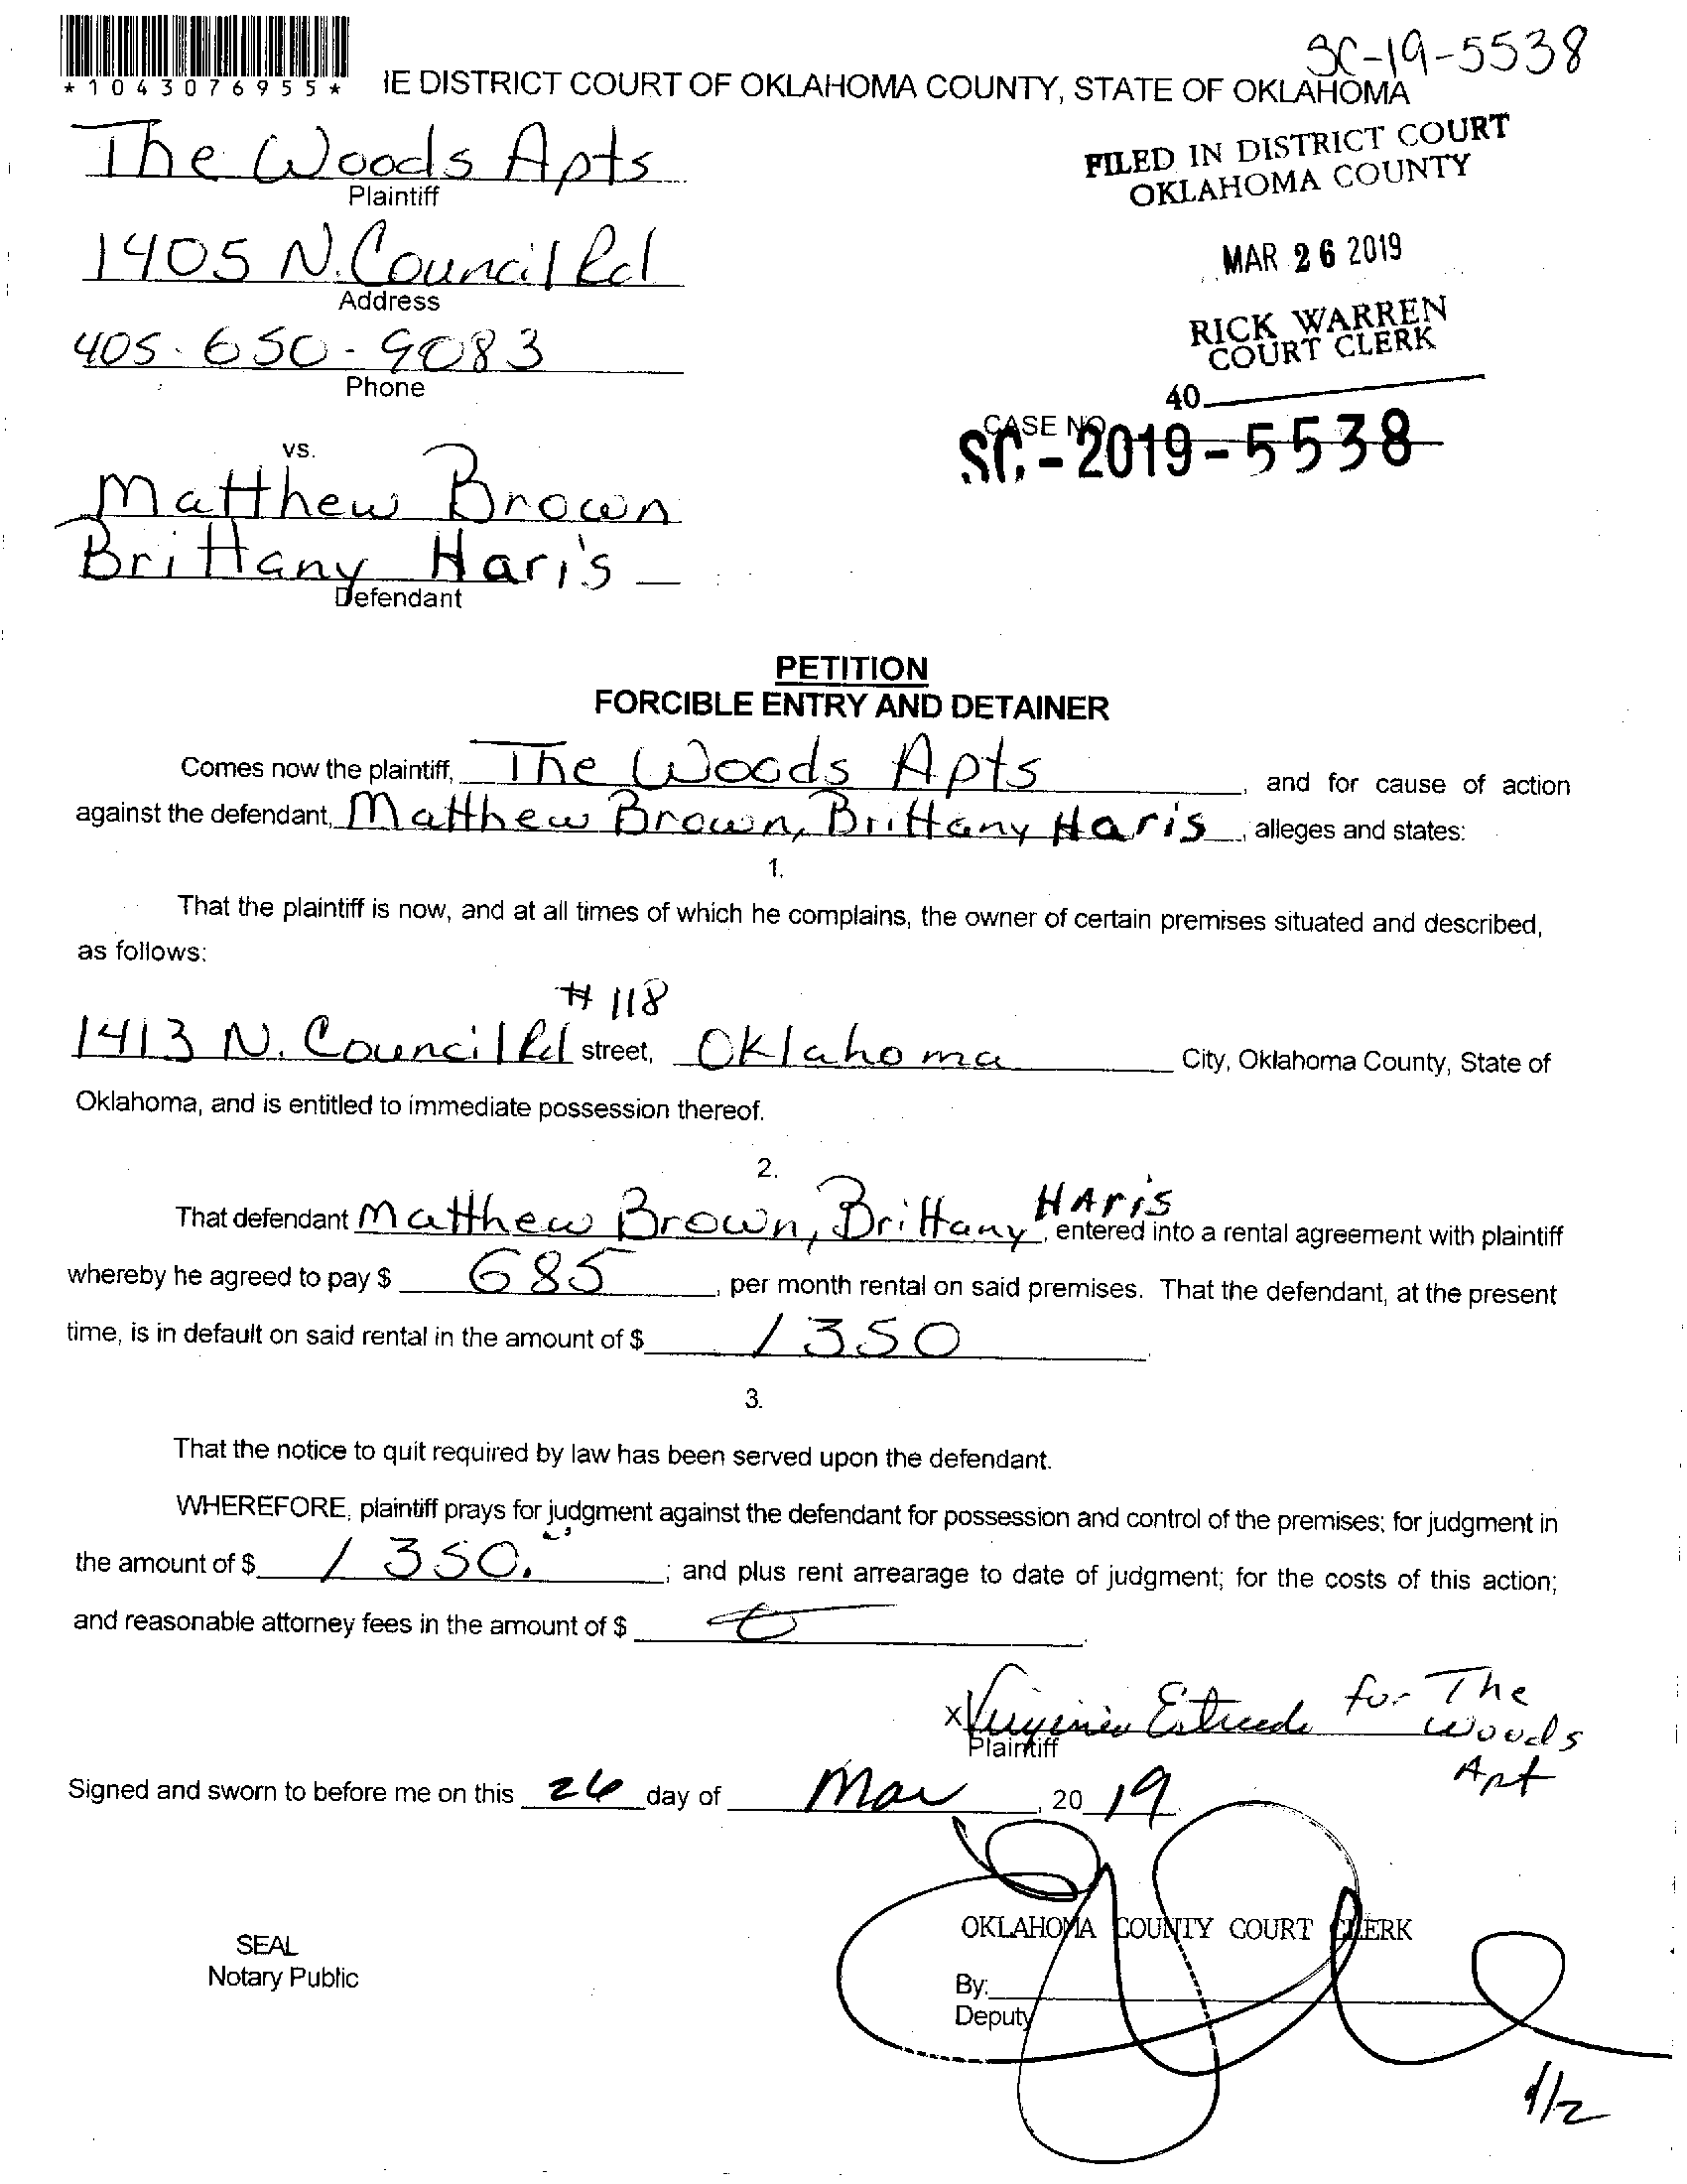 SC-19-5538
*1043076955*
IE DISTRICT COURT OF OKLAHOMA COUNTY, STATE OF OKLAHOMA
The Woods Apts
Plaintiff
FILED IN DISTRICT COURT
OKLAHOMA COUNTY
1405 N. Council Rd
Address
MAR 26 2019
405-650-9083
Phone
RICK WARREN
COURT CLERK
40
CASE NO.
SC-2019-5538
vs.
Matthew Brown
Brittany Haris
Defendant
PETITION
FORCIBLE ENTRY AND DETAINER
Comes now the plaintiff, The Woods Apts, and for cause of action
against the defendant, Matthew Brown, Brittany Haris, alleges and states:
1.
That the plaintiff is now, and at all times of which he complains, the owner of certain premises situated and described,
as follows:
#118
1413 N. Council Rd street, Oklahoma City, Oklahoma County, State of
Oklahoma, and is entitled to immediate possession thereof.
2.
That defendant Matthew Brown, Brittany HAris, entered into a rental agreement with plaintiff
whereby he agreed to pay $ 685, per month rental on said premises. That the defendant, at the present
time, is in default on said rental in the amount of $ 1350.
3.
That the notice to quit required by law has been served upon the defendant.
WHEREFORE, plaintiff prays for judgment against the defendant for possession and control of the premises; for judgment in
the amount of $ 1350.; and plus rent arrearage to date of judgment; for the costs of this action;
and reasonable attorney fees in the amount of $ 0.
x Virginia Estrada for The Woods Apt
Plaintiff
Signed and sworn to before me on this 26 day of Mar, 2019.
OKLAHOMA COUNTY COURT CLERK
SEAL
Notary Public
By:
Deputy
1/2